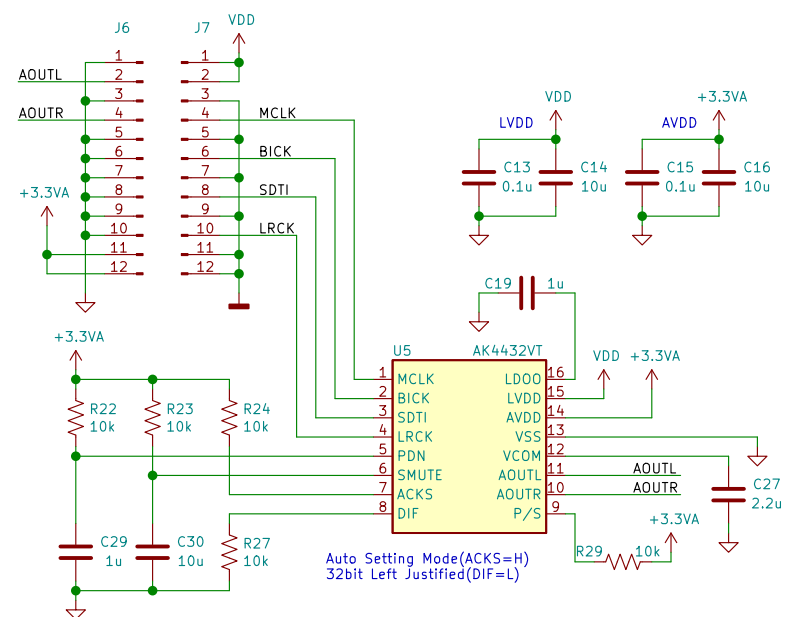 J6
J7
VDD
1
2
3
4
5
6
7
8
9
10
11
12
1
2
3
4
5
6
7
8
9
10
11
12
AOUTL
AOUTR
+3.3VA
MCLK
BICK
SDTI
LRCK
VDD
LVDD
C13
0.1u
C14
10u
+3.3VA
AVDD
C15
0.1u
C16
10u
C19
1u
U5
AK4432VT
1 MCLK
2 BICK
3 SDTI
4 LRCK
5 PDN
6 SMUTE
7 ACKS
8 DIF
LDOO 16
LVDD 15
AVDD 14
VSS 13
VCOM 12
AOUTL 11
AOUTR 10
P/S 9
VDD
+3.3VA
AOUTL
AOUTR
C27
2.2u
+3.3VA
R29
10k
+3.3VA
R22
10k
R23
10k
R24
10k
C29
1u
C30
10u
R27
10k
Auto Setting Mode(ACKS=H)
32bit Left Justified(DIF=L)